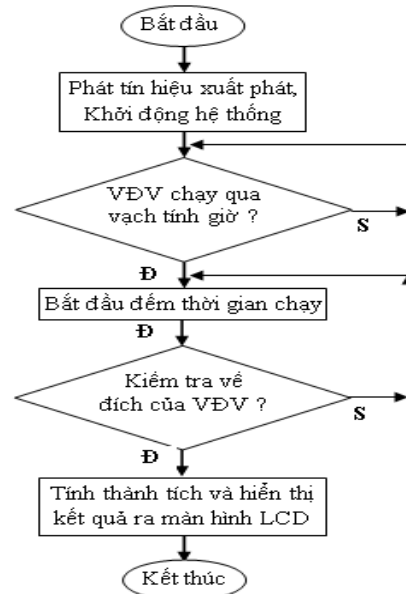 Bắt đầu
Phát tín hiệu xuất phát,
Khởi động hệ thống
VĐV chạy qua
vạch tính giờ ?
S
Đ
Bắt đầu đếm thời gian chạy
Đ
Kiểm tra về
đích của VĐV ?
S
Đ
Tính thành tích và hiển thị
kết quả ra màn hình LCD
Kết thúc